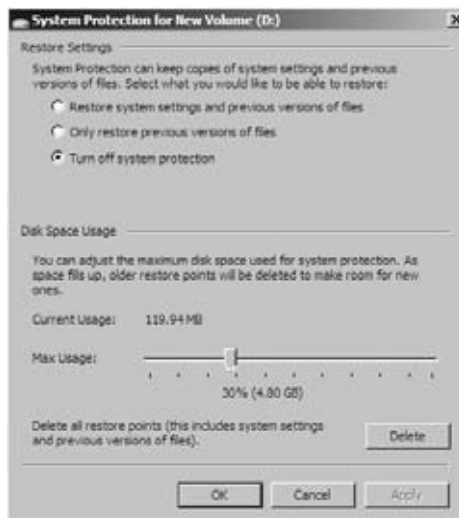 System Protection for New Volume (D:)
Restore Settings
System Protection can keep copies of system settings and previous
versions of files. Select what you would like to be able to restore:
Restore system settings and previous versions of files
Only restore previous versions of files
Turn off system protection
Disk Space Usage
You can adjust the maximum disk space used for system protection. As
space fills up, older restore points will be deleted to make room for new
ones.
Current Usage: 119.94 MB
Max Usage:
30% (4.80 GB)
Delete all restore points (this includes system settings
and previous versions of files).
Delete
OK Cancel Apply